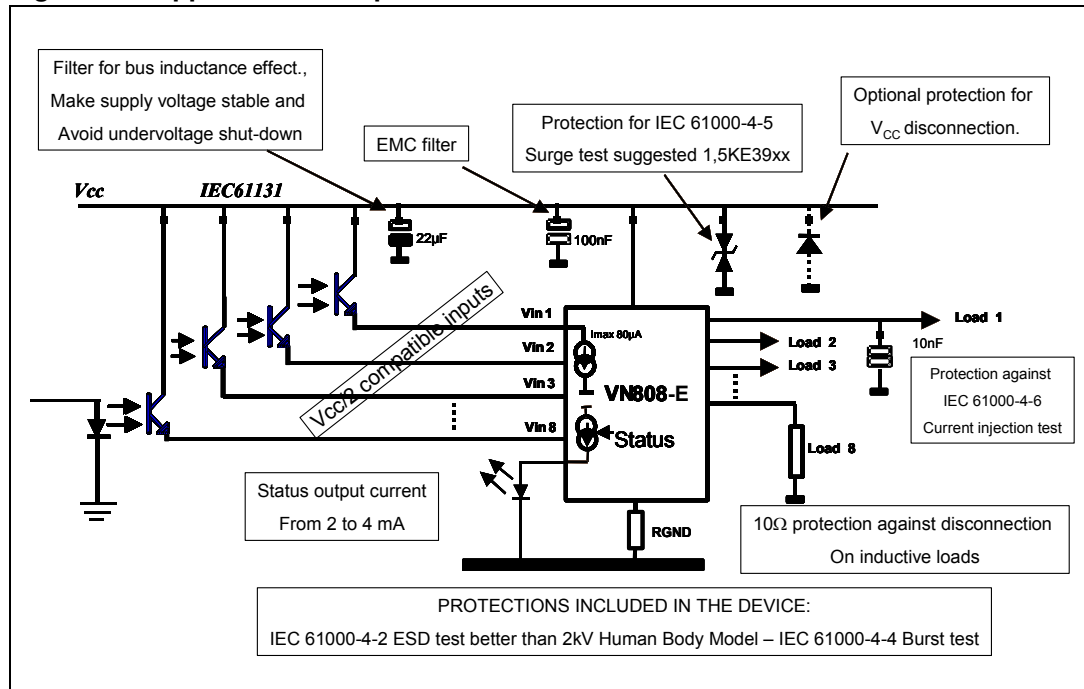 Filter for bus inductance effect.,
Make supply voltage stable and
Avoid undervoltage shut-down
EMC filter
Protection for IEC 61000-4-5
Surge test suggested 1,5KE39xx
Optional protection for
VCC disconnection.
Vcc
IEC61131
22µF
100nF
Vcc/2 compatible inputs
Vin 1
Vin 2
Vin 3
Vin 8
Imax 80µA
VN808-E
Status
Load 1
Load 2
Load 3
10nF
Load 8
Protection against
IEC 61000-4-6
Current injection test
Status output current
From 2 to 4 mA
RGND
10Ω protection against disconnection
On inductive loads
PROTECTIONS INCLUDED IN THE DEVICE:
IEC 61000-4-2 ESD test better than 2kV Human Body Model – IEC 61000-4-4 Burst test